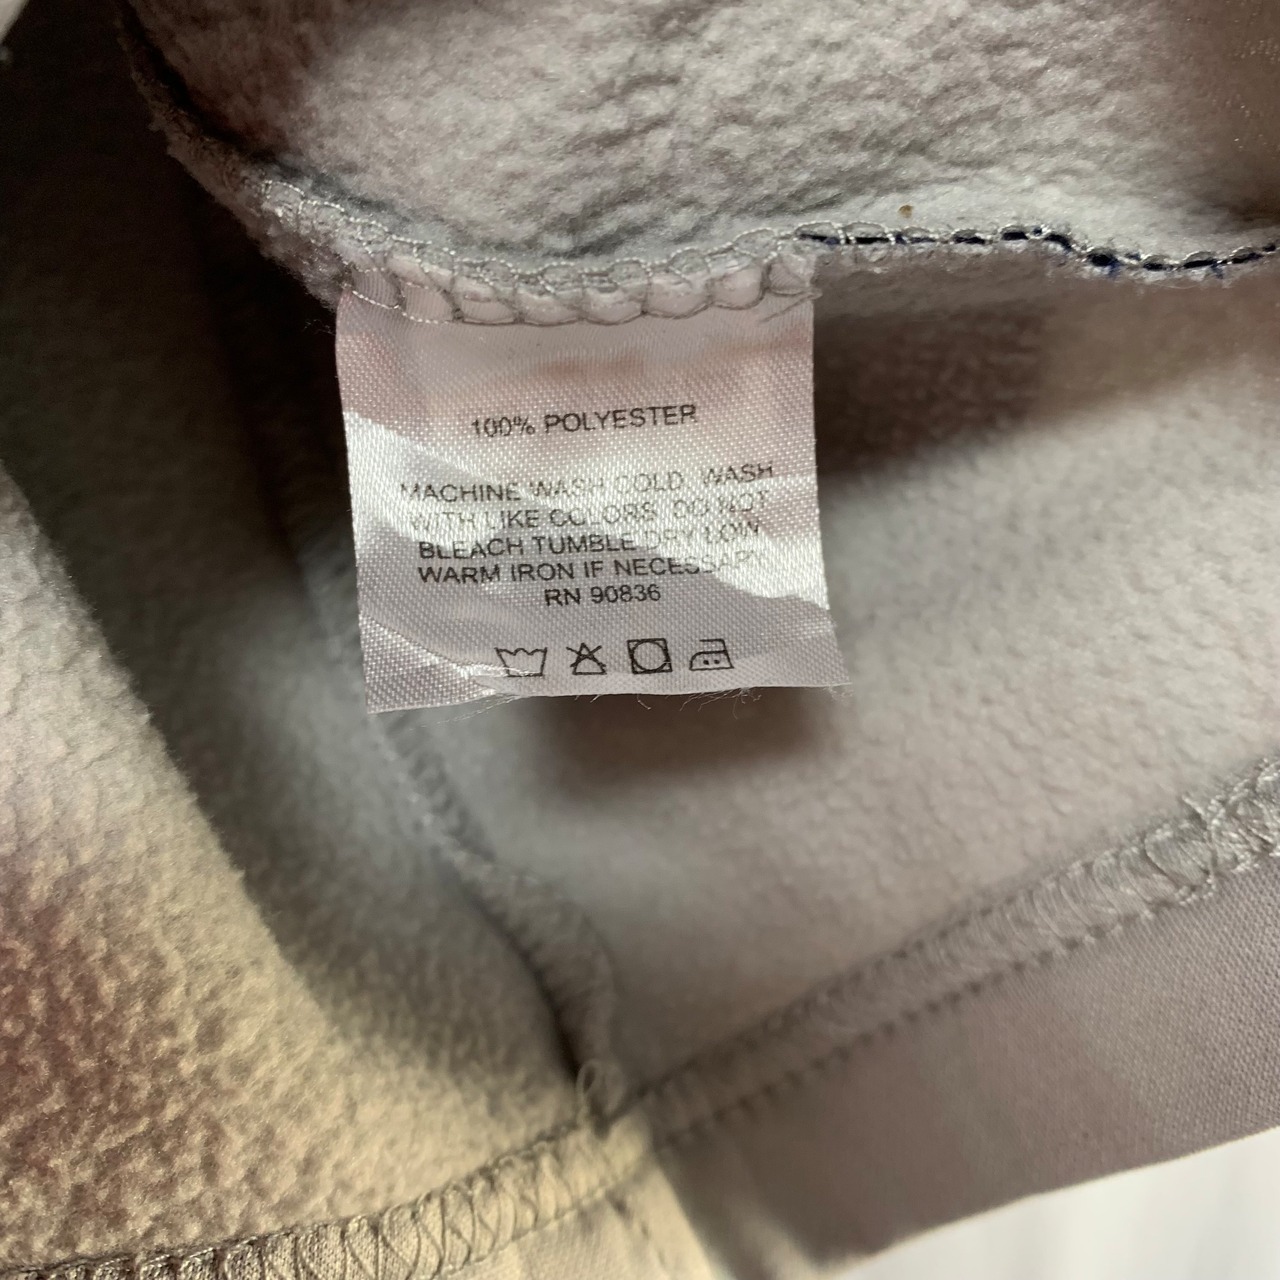 100% POLYESTER
MACHINE WASH COLD WASH
WITH LIKE COLORS DO NOT
BLEACH TUMBLE DRY LOW
WARM IRON IF NECESSARY
RN 90836